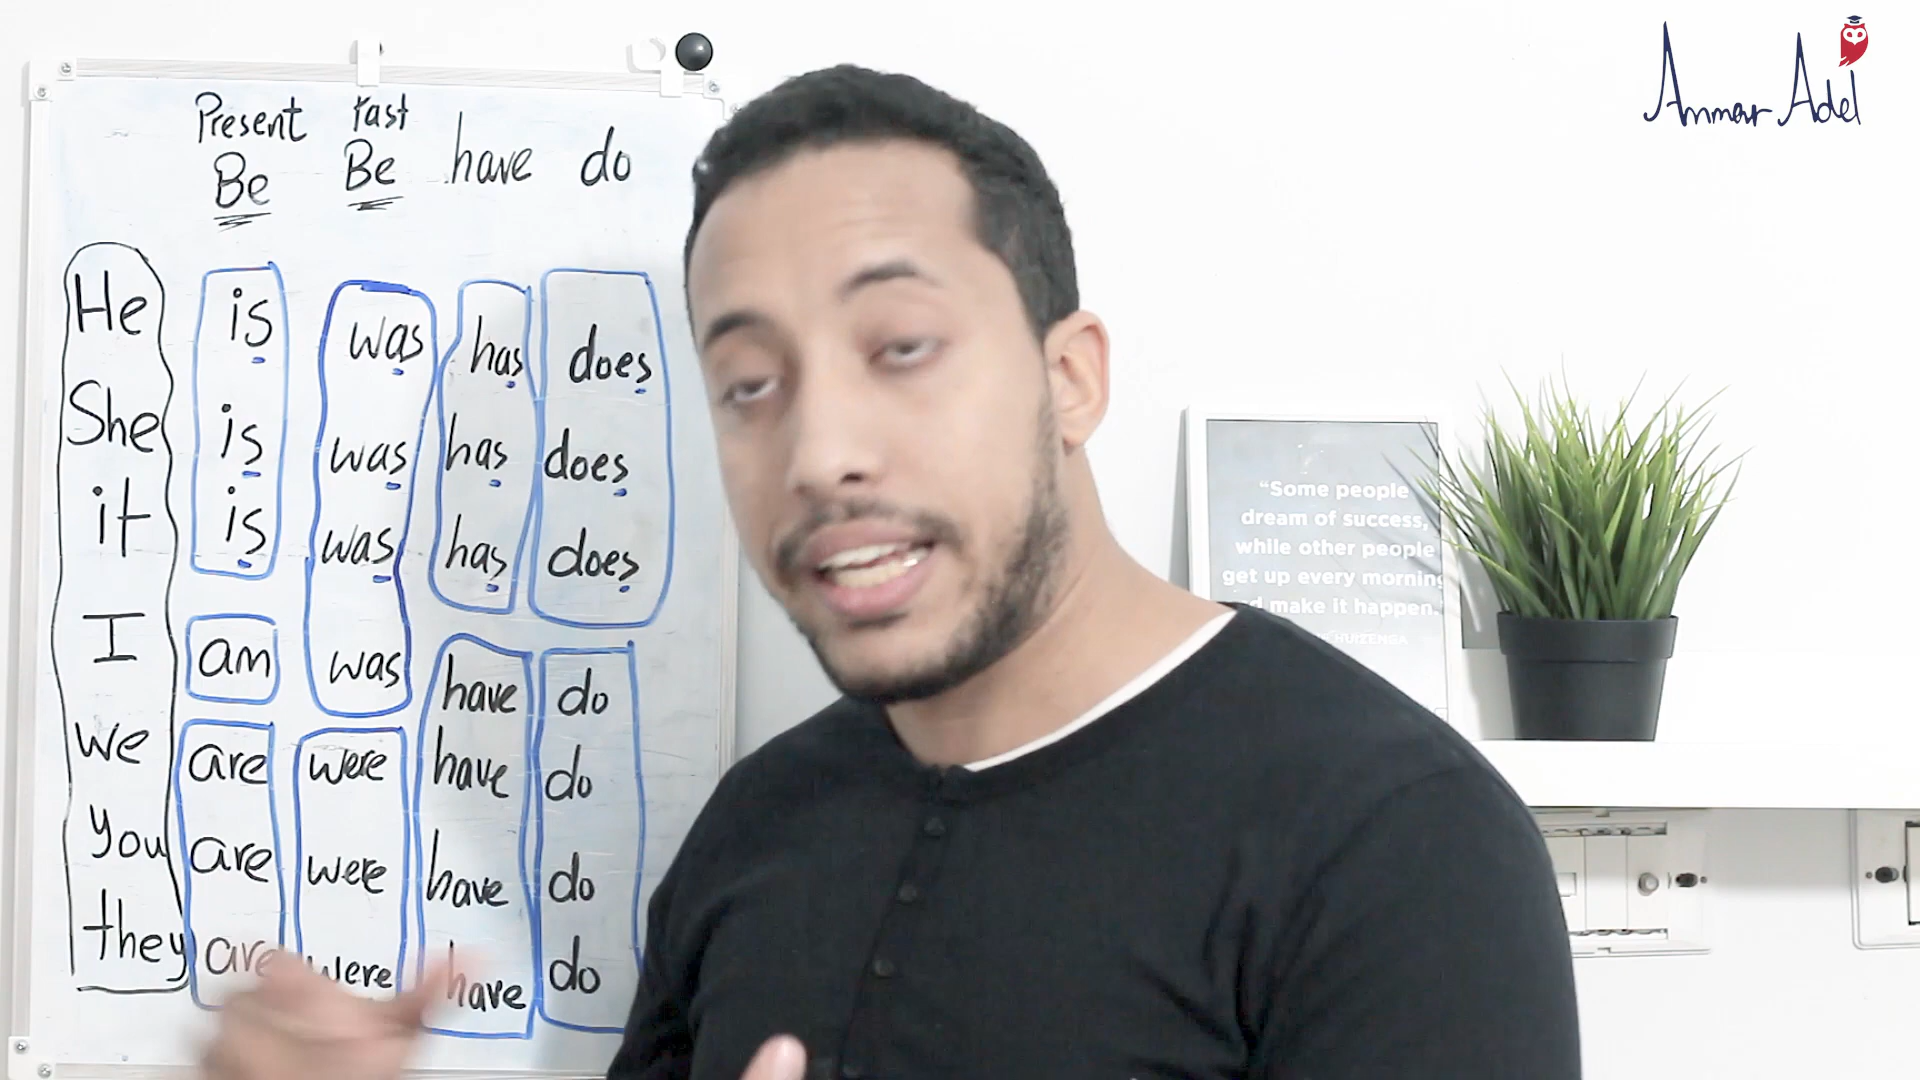 Present Past have do
Be Be
He is was has does
She is was has does
it is was has does
I am was have do
we are were have do
you are were have do
they are were have do
Ammar Adel
“Some people
dream of success,
while other people
get up every morning
make it happen.
HUIZENGA